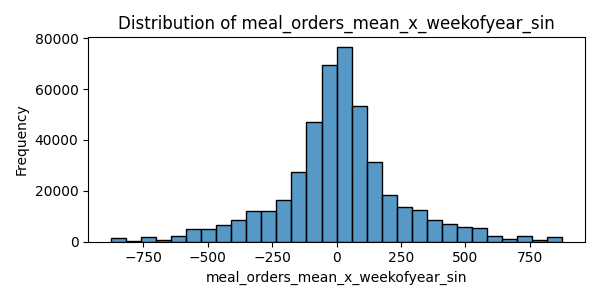 Distribution of meal_orders_mean_x_weekofyear_sin
80000
60000
40000
20000
0
Frequency
−750 −500 −250 0 250 500 750
meal_orders_mean_x_weekofyear_sin